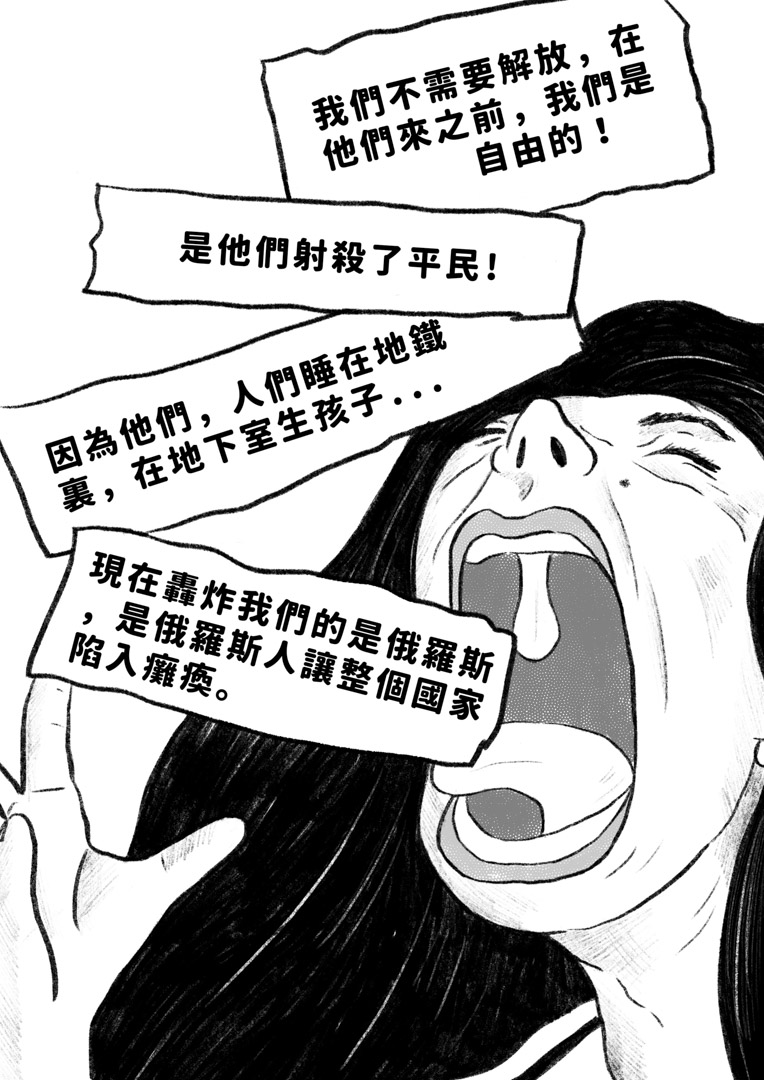 我們不需要解放，在
他們來之前，我們是
自由的！
是他們射殺了平民！
因為他們，人們睡在地鐵
裏，在地下室生孩子...
現在轟炸我們的是俄羅斯
，是俄羅斯人讓整個國家
陷入癱瘓。